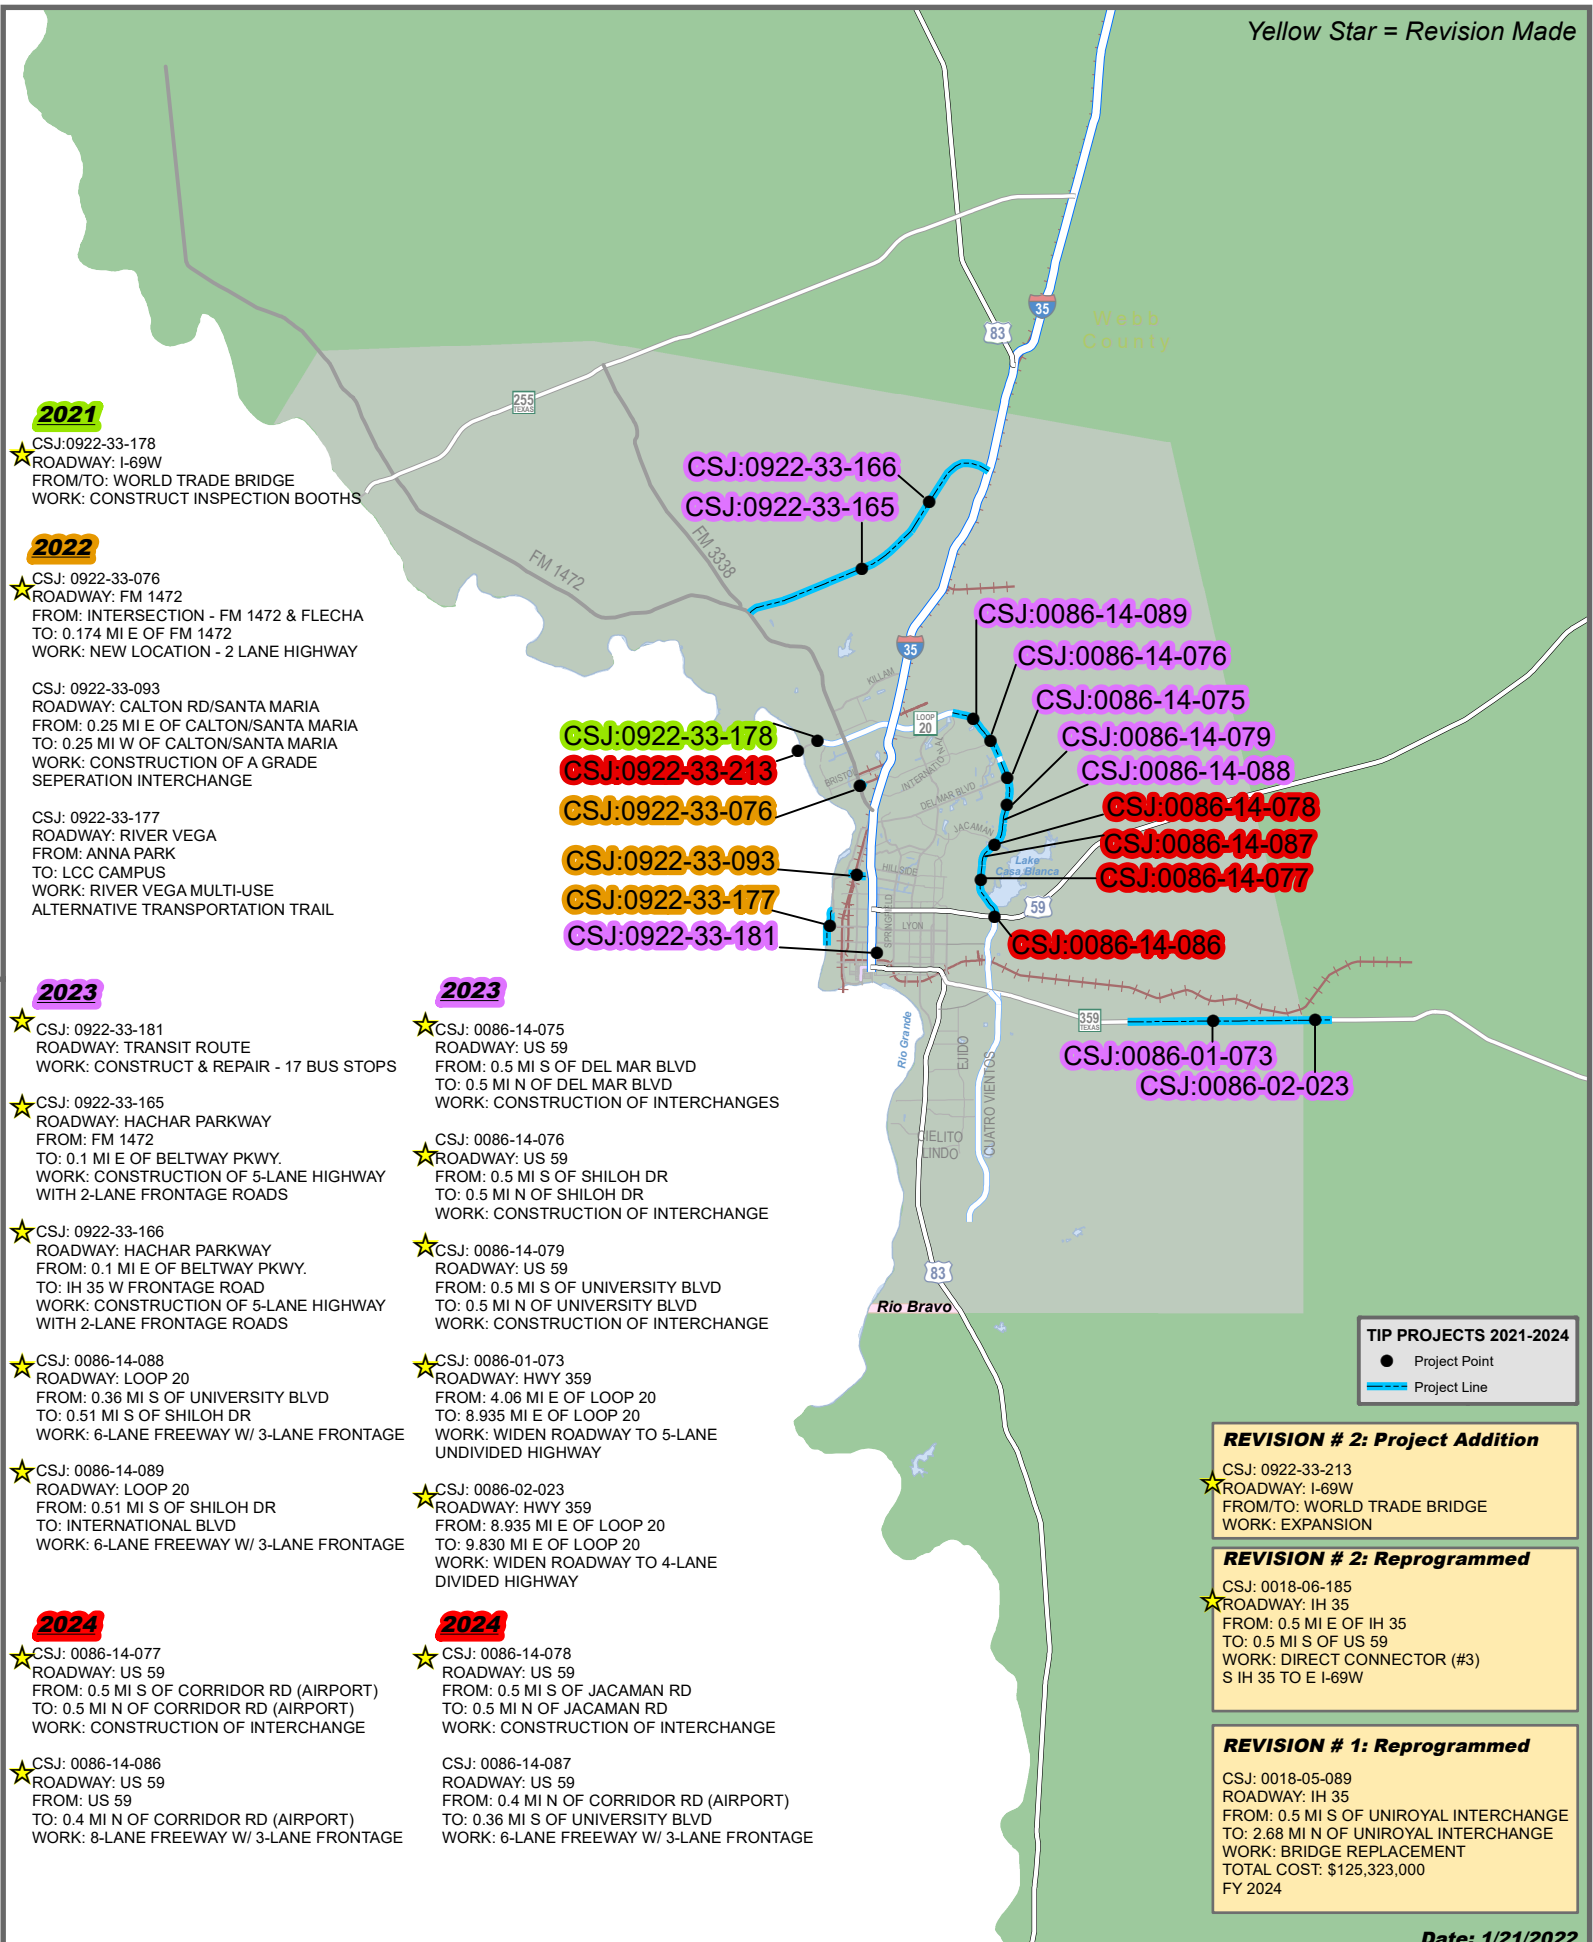 Yellow Star = Revision Made
Webb
County
35
83
255
TEXAS
FM 1472
FM 3338
35
KILLAM
LOOP
20
BRISTOL
INTERNATIONAL
DEL MAR BLVD
JACAMAN
Lake
Casa Blanca
HILLSIDE
SPRINGFIELD
LYON
59
359
TEXAS
Rio Grande
EJIDO
CUATRO VIENTOS
CIELITO
LINDO
83
Rio Bravo
CSJ:0922-33-166
CSJ:0922-33-165
CSJ:0086-14-089
CSJ:0086-14-076
CSJ:0086-14-075
CSJ:0086-14-079
CSJ:0086-14-088
CSJ:0086-14-078
CSJ:0086-14-087
CSJ:0086-14-077
CSJ:0086-14-086
CSJ:0922-33-178
CSJ:0922-33-213
CSJ:0922-33-076
CSJ:0922-33-093
CSJ:0922-33-177
CSJ:0922-33-181
CSJ:0086-01-073
CSJ:0086-02-023
2021
CSJ:0922-33-178
ROADWAY: I-69W
FROM/TO: WORLD TRADE BRIDGE
WORK: CONSTRUCT INSPECTION BOOTHS
2022
CSJ: 0922-33-076
ROADWAY: FM 1472
FROM: INTERSECTION - FM 1472 & FLECHA
TO: 0.174 MI E OF FM 1472
WORK: NEW LOCATION - 2 LANE HIGHWAY
CSJ: 0922-33-093
ROADWAY: CALTON RD/SANTA MARIA
FROM: 0.25 MI E OF CALTON/SANTA MARIA
TO: 0.25 MI W OF CALTON/SANTA MARIA
WORK: CONSTRUCTION OF A GRADE
SEPERATION INTERCHANGE
CSJ: 0922-33-177
ROADWAY: RIVER VEGA
FROM: ANNA PARK
TO: LCC CAMPUS
WORK: RIVER VEGA MULTI-USE
ALTERNATIVE TRANSPORTATION TRAIL
2023
CSJ: 0922-33-181
ROADWAY: TRANSIT ROUTE
WORK: CONSTRUCT & REPAIR - 17 BUS STOPS
CSJ: 0922-33-165
ROADWAY: HACHAR PARKWAY
FROM: FM 1472
TO: 0.1 MI E OF BELTWAY PKWY.
WORK: CONSTRUCTION OF 5-LANE HIGHWAY
WITH 2-LANE FRONTAGE ROADS
CSJ: 0922-33-166
ROADWAY: HACHAR PARKWAY
FROM: 0.1 MI E OF BELTWAY PKWY.
TO: IH 35 W FRONTAGE ROAD
WORK: CONSTRUCTION OF 5-LANE HIGHWAY
WITH 2-LANE FRONTAGE ROADS
CSJ: 0086-14-088
ROADWAY: LOOP 20
FROM: 0.36 MI S OF UNIVERSITY BLVD
TO: 0.51 MI S OF SHILOH DR
WORK: 6-LANE FREEWAY W/ 3-LANE FRONTAGE
CSJ: 0086-14-089
ROADWAY: LOOP 20
FROM: 0.51 MI S OF SHILOH DR
TO: INTERNATIONAL BLVD
WORK: 6-LANE FREEWAY W/ 3-LANE FRONTAGE
2023
CSJ: 0086-14-075
ROADWAY: US 59
FROM: 0.5 MI S OF DEL MAR BLVD
TO: 0.5 MI N OF DEL MAR BLVD
WORK: CONSTRUCTION OF INTERCHANGES
CSJ: 0086-14-076
ROADWAY: US 59
FROM: 0.5 MI S OF SHILOH DR
TO: 0.5 MI N OF SHILOH DR
WORK: CONSTRUCTION OF INTERCHANGE
CSJ: 0086-14-079
ROADWAY: US 59
FROM: 0.5 MI S OF UNIVERSITY BLVD
TO: 0.5 MI N OF UNIVERSITY BLVD
WORK: CONSTRUCTION OF INTERCHANGE
CSJ: 0086-01-073
ROADWAY: HWY 359
FROM: 4.06 MI E OF LOOP 20
TO: 8.935 MI E OF LOOP 20
WORK: WIDEN ROADWAY TO 5-LANE
UNDIVIDED HIGHWAY
CSJ: 0086-02-023
ROADWAY: HWY 359
FROM: 8.935 MI E OF LOOP 20
TO: 9.830 MI E OF LOOP 20
WORK: WIDEN ROADWAY TO 4-LANE
DIVIDED HIGHWAY
2024
CSJ: 0086-14-077
ROADWAY: US 59
FROM: 0.5 MI S OF CORRIDOR RD (AIRPORT)
TO: 0.5 MI N OF CORRIDOR RD (AIRPORT)
WORK: CONSTRUCTION OF INTERCHANGE
CSJ: 0086-14-086
ROADWAY: US 59
FROM: US 59
TO: 0.4 MI N OF CORRIDOR RD (AIRPORT)
WORK: 8-LANE FREEWAY W/ 3-LANE FRONTAGE
2024
CSJ: 0086-14-078
ROADWAY: US 59
FROM: 0.5 MI S OF JACAMAN RD
TO: 0.5 MI N OF JACAMAN RD
WORK: CONSTRUCTION OF INTERCHANGE
CSJ: 0086-14-087
ROADWAY: US 59
FROM: 0.4 MI N OF CORRIDOR RD (AIRPORT)
TO: 0.36 MI S OF UNIVERSITY BLVD
WORK: 6-LANE FREEWAY W/ 3-LANE FRONTAGE
TIP PROJECTS 2021-2024
Project Point
Project Line
REVISION # 2: Project Addition
CSJ: 0922-33-213
ROADWAY: I-69W
FROM/TO: WORLD TRADE BRIDGE
WORK: EXPANSION
REVISION # 2: Reprogrammed
CSJ: 0018-06-185
ROADWAY: IH 35
FROM: 0.5 MI E OF IH 35
TO: 0.5 MI S OF US 59
WORK: DIRECT CONNECTOR (#3)
S IH 35 TO E I-69W
REVISION # 1: Reprogrammed
CSJ: 0018-05-089
ROADWAY: IH 35
FROM: 0.5 MI S OF UNIROYAL INTERCHANGE
TO: 2.68 MI N OF UNIROYAL INTERCHANGE
WORK: BRIDGE REPLACEMENT
TOTAL COST: $125,323,000
FY 2024
Date: 1/21/2022